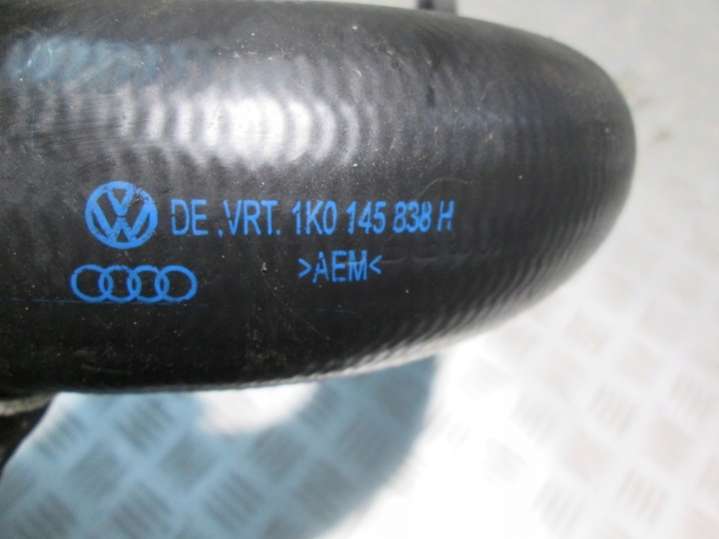 DE .VRT. 1K0 145 838 H
>AEM<